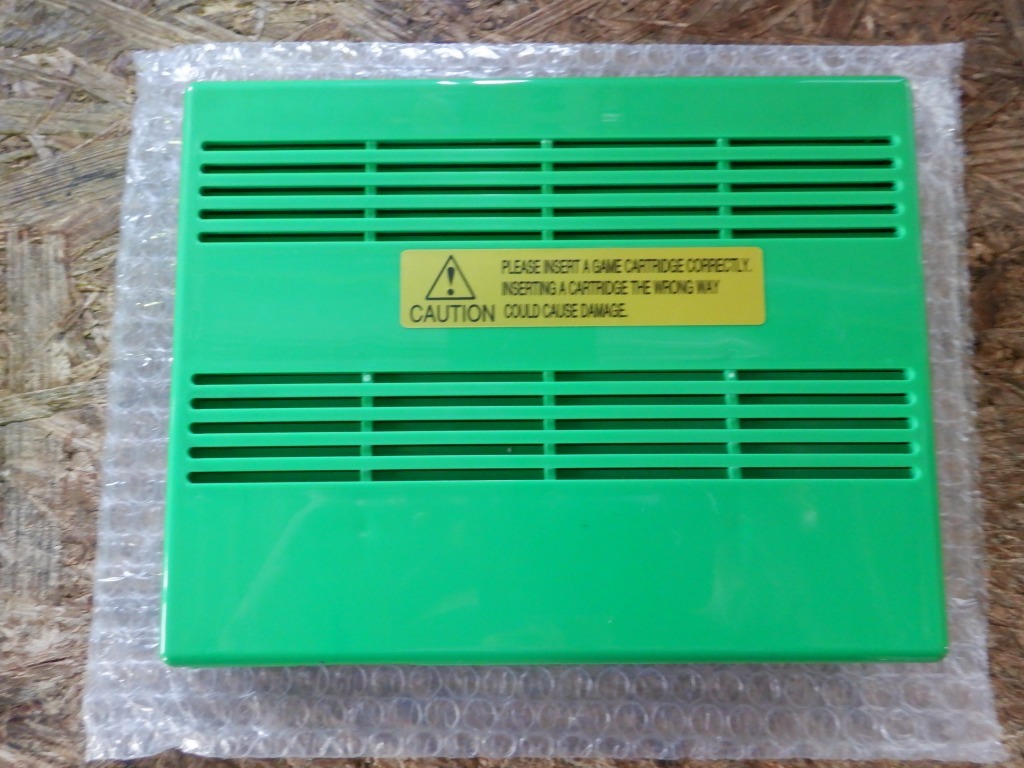 PLEASE INSERT A GAME CARTRIDGE CORRECTLY.
INSERTING A CARTRIDGE THE WRONG WAY
COULD CAUSE DAMAGE.
CAUTION